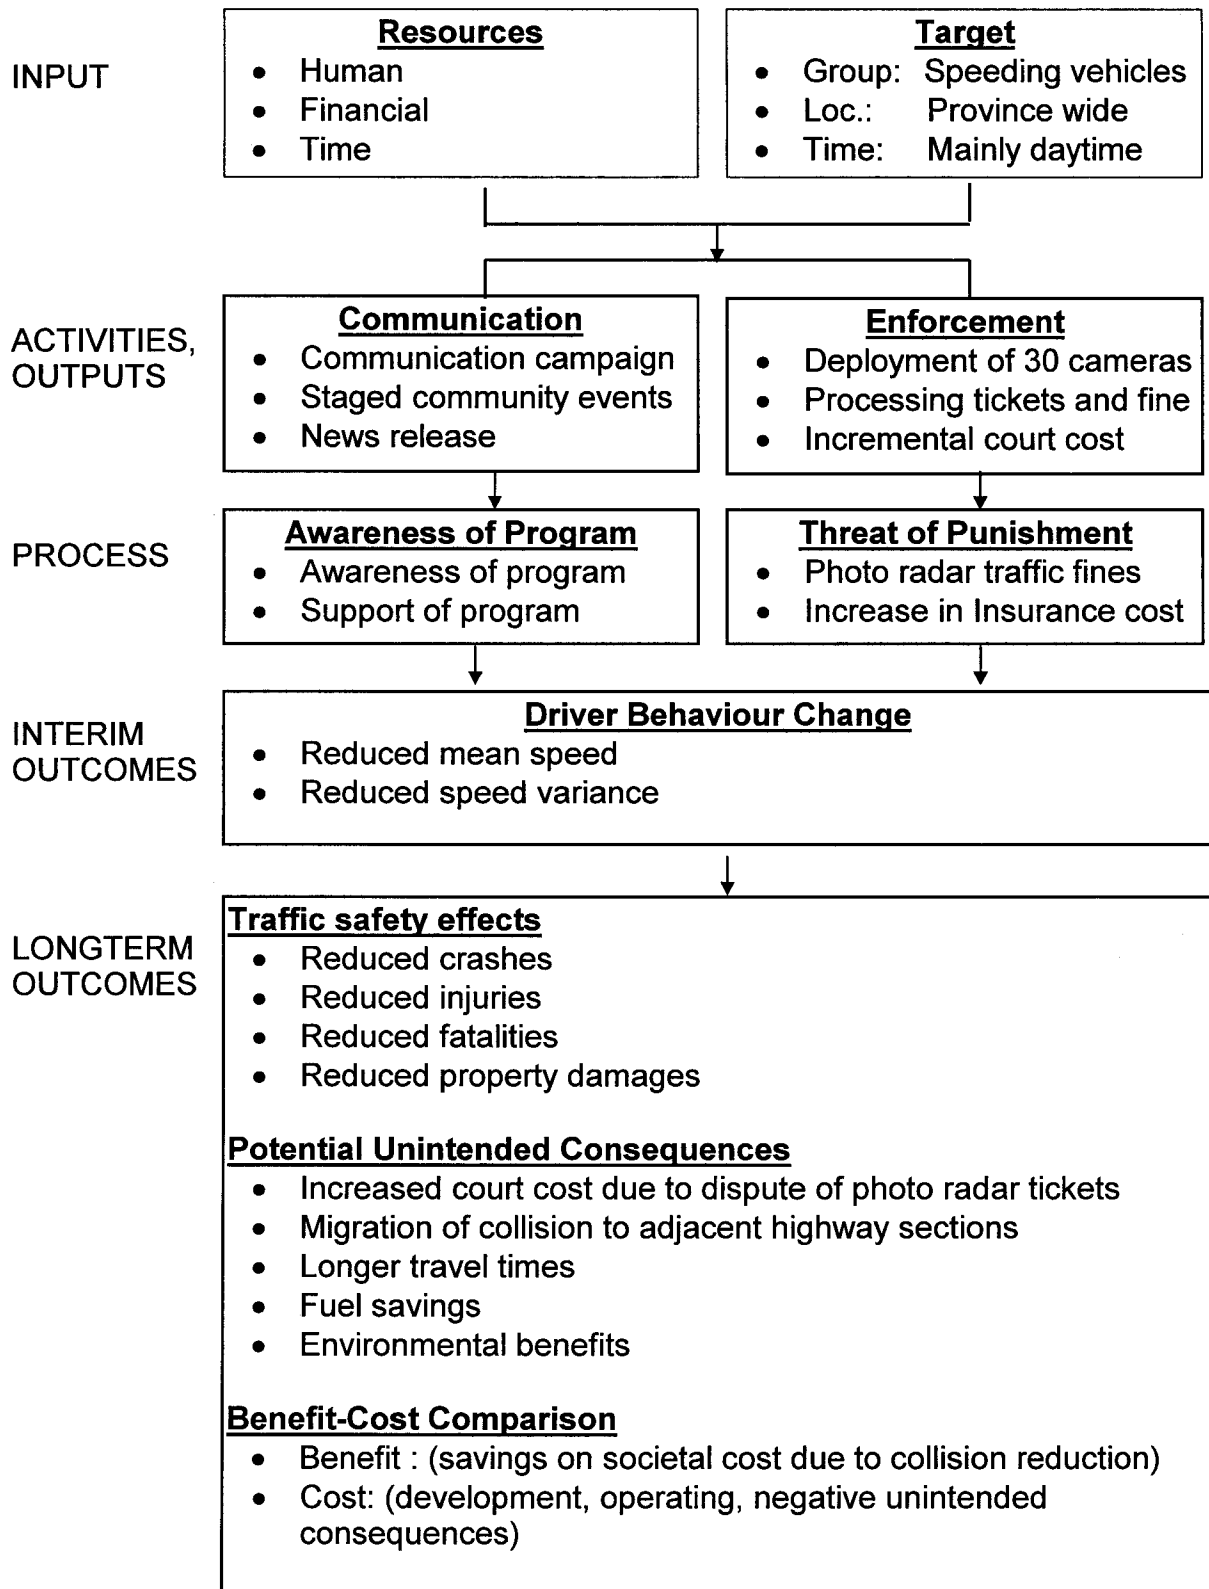 INPUT
Resources
• Human
• Financial
• Time
Target
• Group: Speeding vehicles
• Loc.: Province wide
• Time: Mainly daytime
ACTIVITIES,
OUTPUTS
Communication
• Communication campaign
• Staged community events
• News release
Enforcement
• Deployment of 30 cameras
• Processing tickets and fine
• Incremental court cost
PROCESS
Awareness of Program
• Awareness of program
• Support of program
Threat of Punishment
• Photo radar traffic fines
• Increase in Insurance cost
INTERIM
OUTCOMES
Driver Behaviour Change
• Reduced mean speed
• Reduced speed variance
LONGTERM
OUTCOMES
Traffic safety effects
• Reduced crashes
• Reduced injuries
• Reduced fatalities
• Reduced property damages
Potential Unintended Consequences
• Increased court cost due to dispute of photo radar tickets
• Migration of collision to adjacent highway sections
• Longer travel times
• Fuel savings
• Environmental benefits
Benefit-Cost Comparison
• Benefit : (savings on societal cost due to collision reduction)
• Cost: (development, operating, negative unintended
consequences)